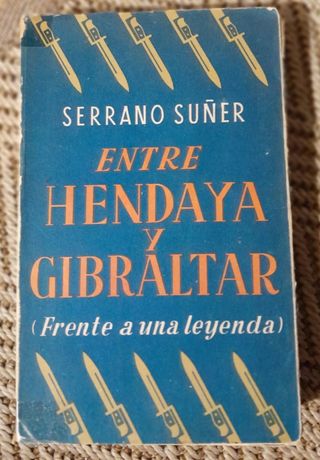 SERRANO SUÑER
ENTRE
HENDAYA
Y
GIBRALTAR
(Frente a una leyenda)